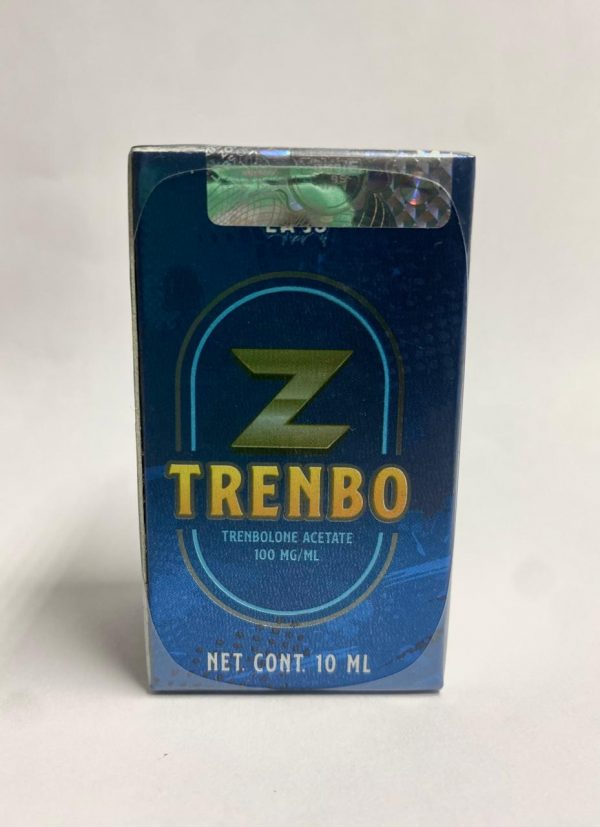 Z
TRENBO
TRENBOLONE ACETATE
100 MG/ML
NET. CONT. 10 ML